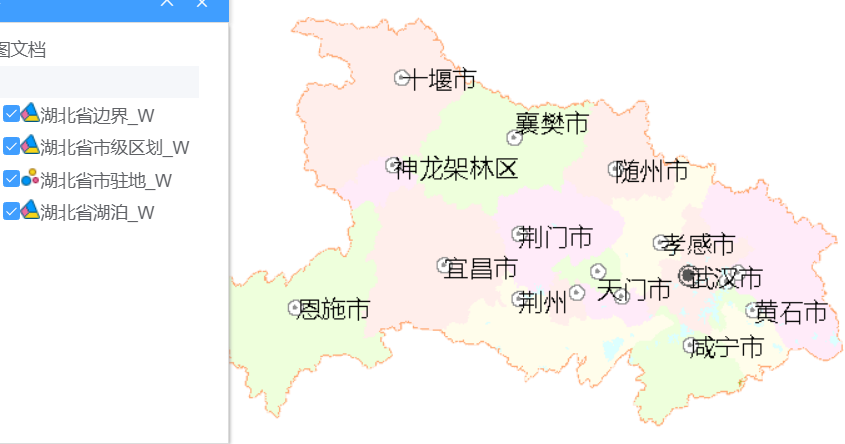 图文档
湖北省边界_W
湖北省市级区划_W
湖北省市驻地_W
湖北省湖泊_W
十堰市
襄樊市
神龙架林区
随州市
荆门市
孝感市
宜昌市
武汉市
天门市
荆州
恩施市
黄石市
咸宁市